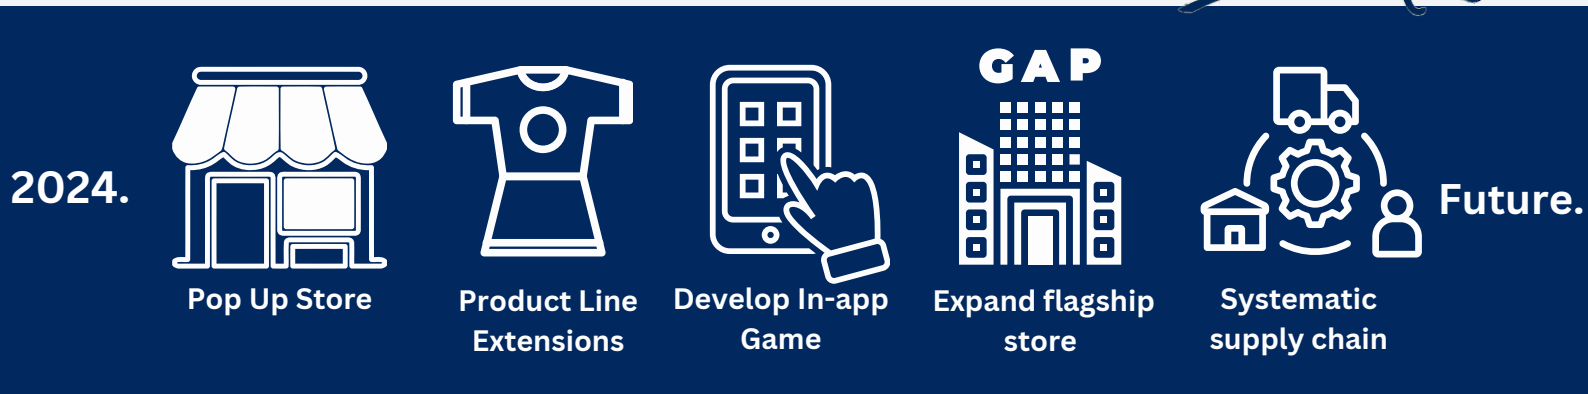 2024.
Pop Up Store
Product Line
Extensions
Develop In-app
Game
GAP
Expand flagship
store
Systematic
supply chain
Future.